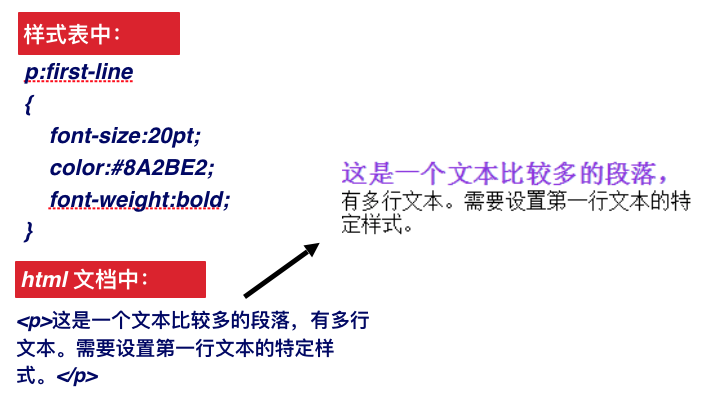 样式表中：
p:first-line
{
font-size:20pt;
color:#8A2BE2;
font-weight:bold;
}
html 文档中：
<p>这是一个文本比较多的段落，有多行
文本。需要设置第一行文本的特定样
式。</p>
这是一个文本比较多的段落，
有多行文本。需要设置第一行文本的特
定样式。